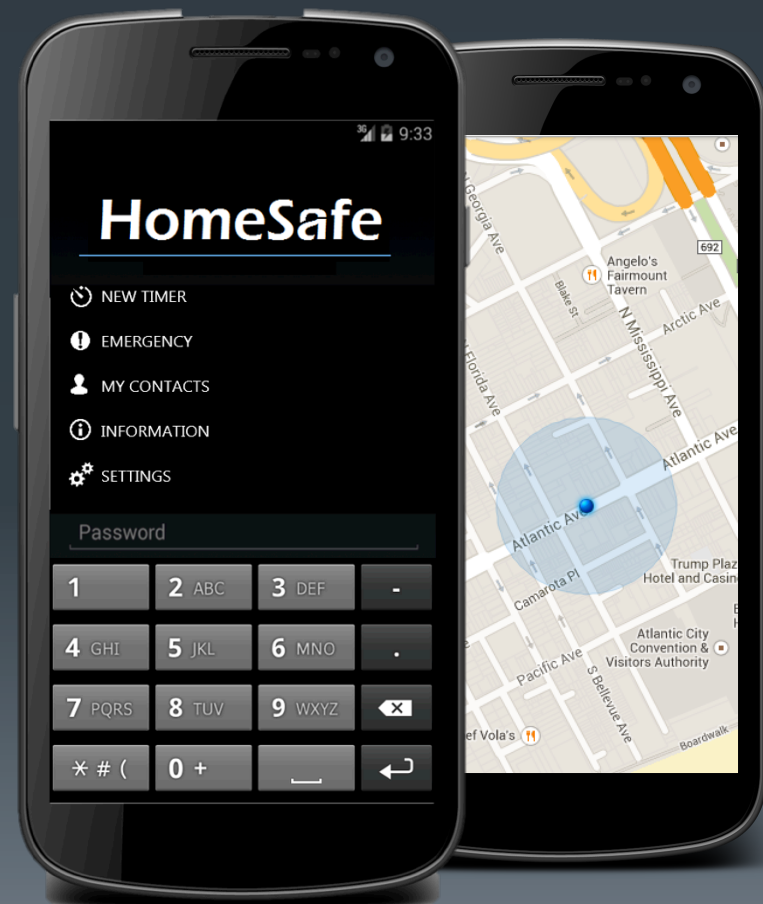 3G 9:33
HomeSafe
NEW TIMER
EMERGENCY
MY CONTACTS
INFORMATION
SETTINGS
Password
1
2 ABC
3 DEF
-
4 GHI
5 JKL
6 MNO
.
7 PQRS
8 TUV
9 WXYZ
* # (
0 +
N Georgia Ave
692
Angelo's
Fairmount
Tavern
Blake St
N Mississippi Ave
Arctic Ave
N Florida Ave
Atlantic Ave
Atlantic Ave
Trump Plaz
Hotel and Casin
Camarota Pl
Atlantic City
Convention &
Visitors Authority
Pacific Ave
S Bellevue Ave
ef Vola's
Boardwalk